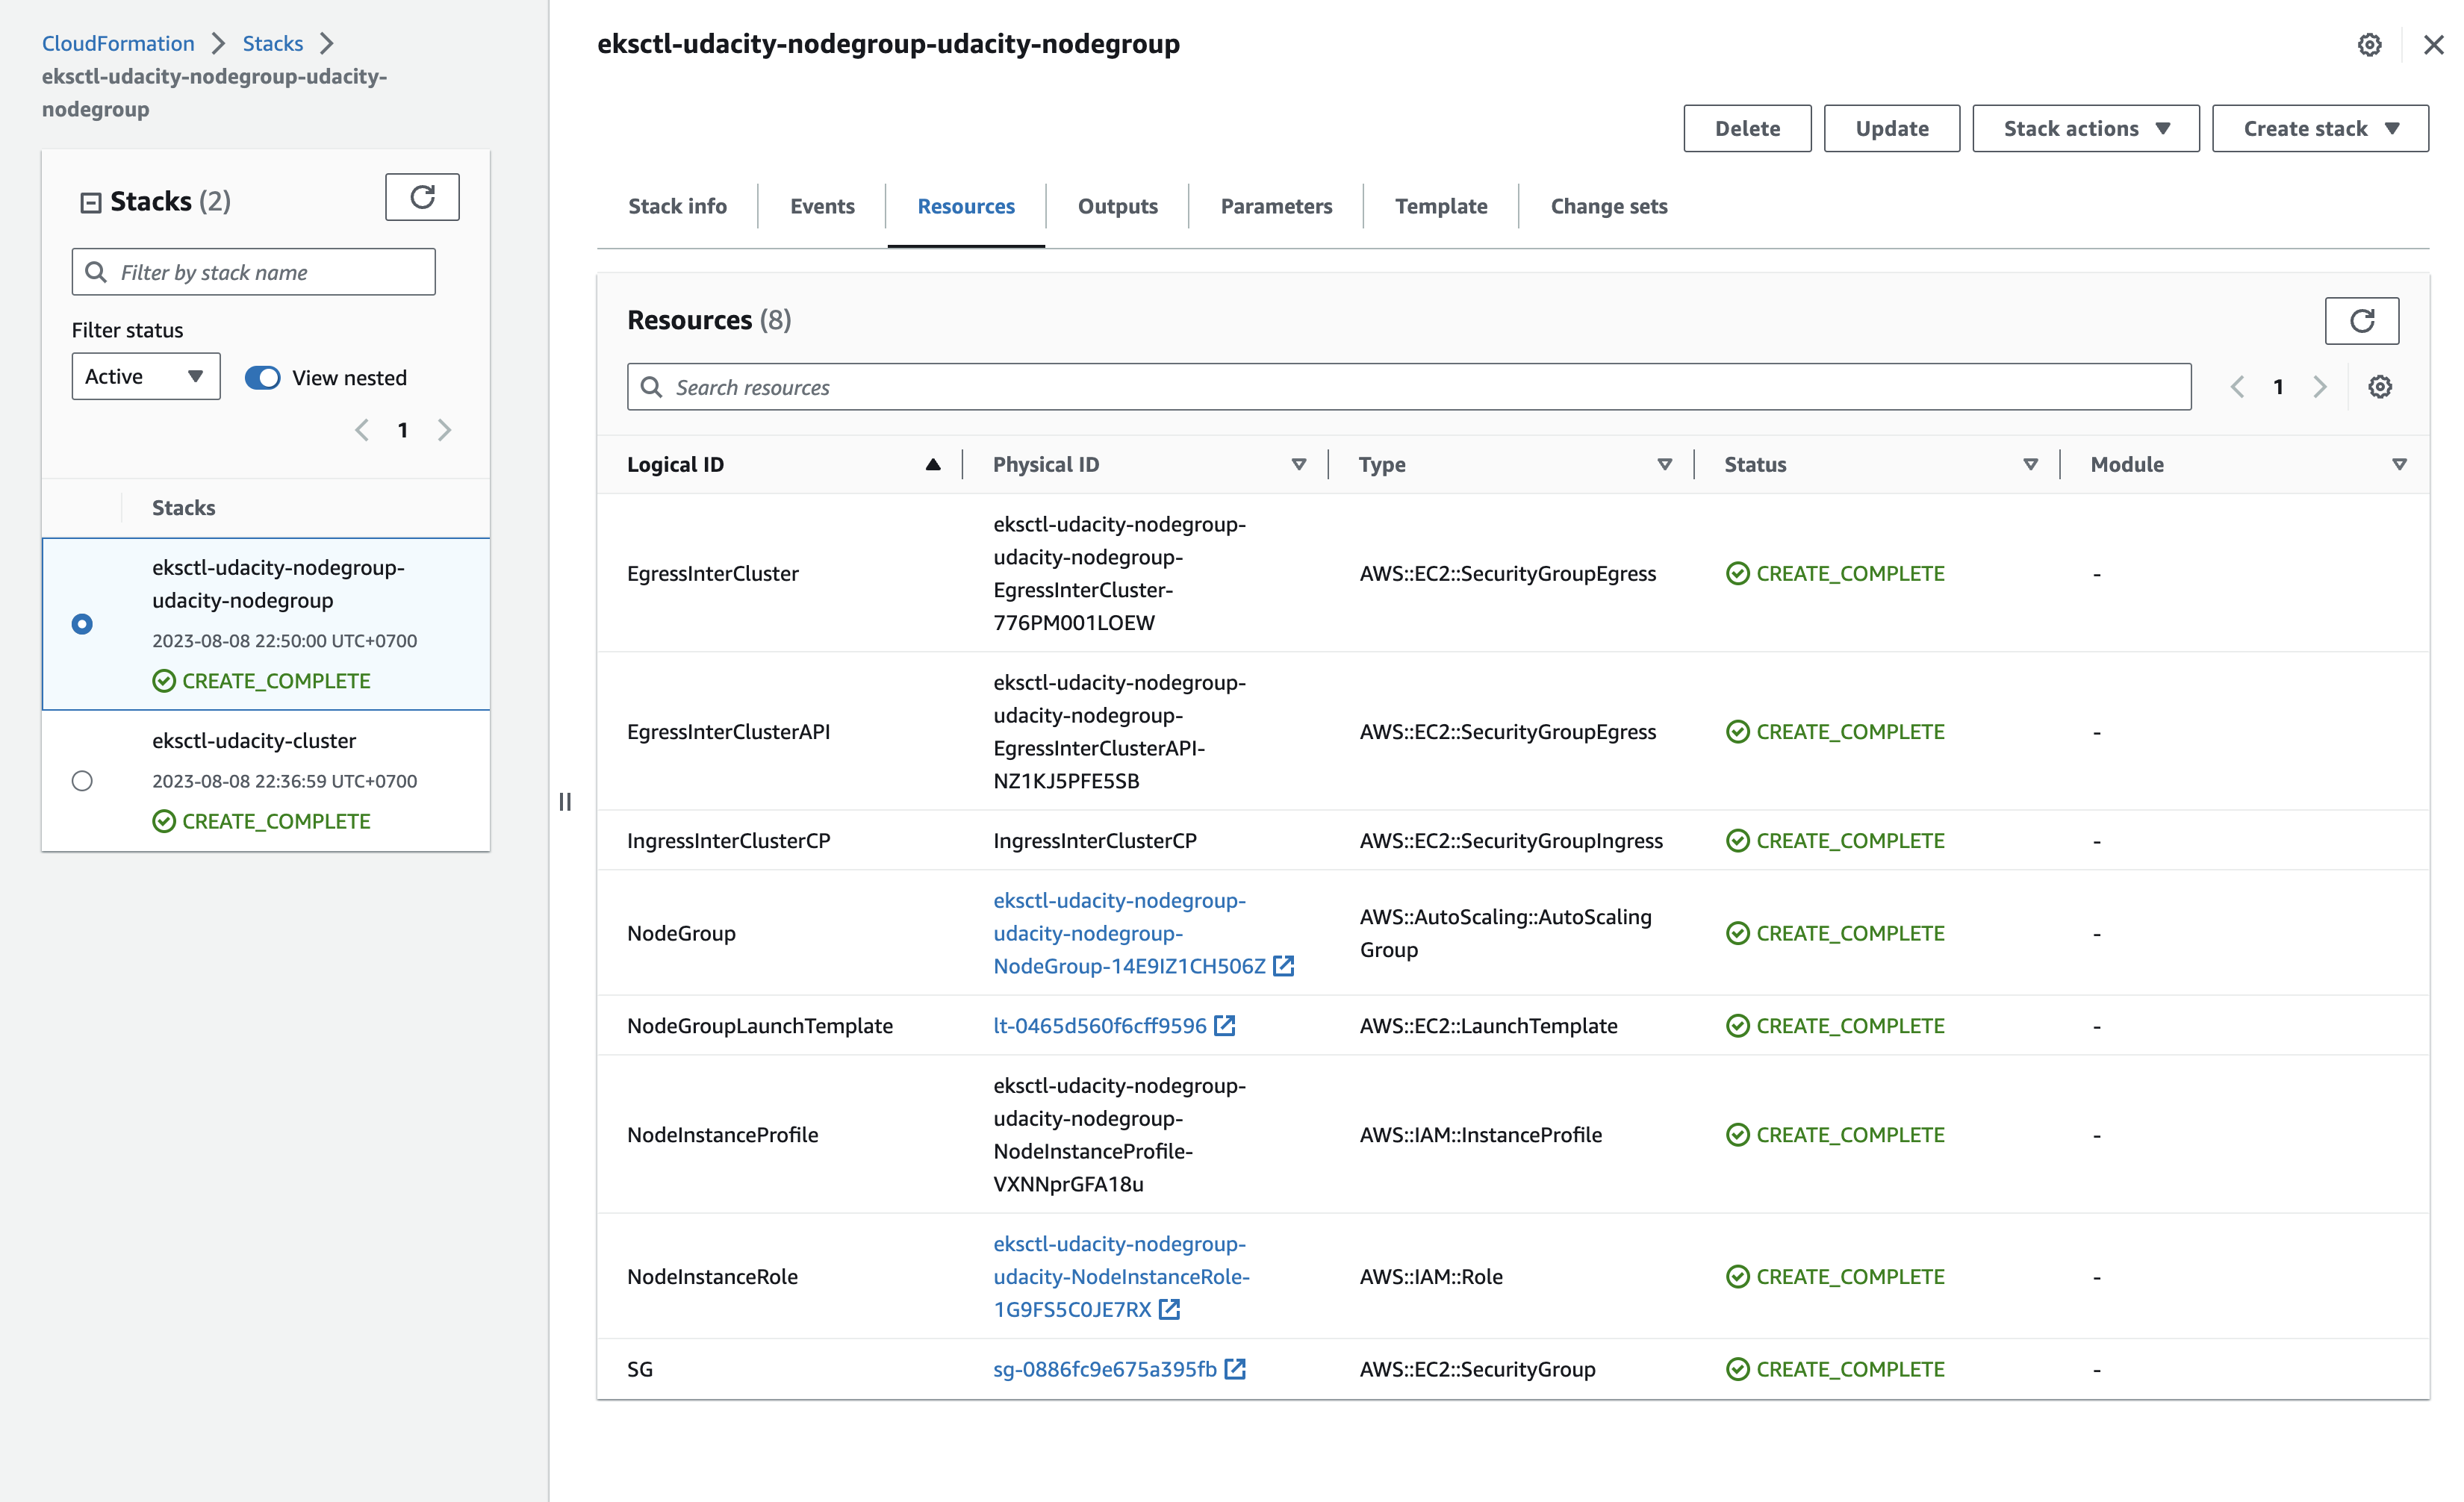 CloudFormation
Stacks
eksctl-udacity-nodegroup-udacity-
nodegroup
Stacks (2)
Filter by stack name
Filter status
Active
View nested
1
Stacks
eksctl-udacity-nodegroup-
udacity-nodegroup
2023-08-08 22:50:00 UTC+0700
CREATE_COMPLETE
eksctl-udacity-cluster
2023-08-08 22:36:59 UTC+0700
CREATE_COMPLETE
eksctl-udacity-nodegroup-udacity-nodegroup
Delete
Update
Stack actions
Create stack
Stack info
Events
Resources
Outputs
Parameters
Template
Change sets
Resources (8)
Search resources
1
Logical ID
Physical ID
Type
Status
Module
EgressInterCluster
eksctl-udacity-nodegroup-
udacity-nodegroup-
EgressInterCluster-
776PM001LOEW
AWS::EC2::SecurityGroupEgress
CREATE_COMPLETE
-
EgressInterClusterAPI
eksctl-udacity-nodegroup-
udacity-nodegroup-
EgressInterClusterAPI-
NZ1KJ5PFE5SB
AWS::EC2::SecurityGroupEgress
CREATE_COMPLETE
-
IngressInterClusterCP
IngressInterClusterCP
AWS::EC2::SecurityGroupIngress
CREATE_COMPLETE
-
NodeGroup
eksctl-udacity-nodegroup-
udacity-nodegroup-
NodeGroup-14E9IZ1CH506Z
AWS::AutoScaling::AutoScaling
Group
CREATE_COMPLETE
-
NodeGroupLaunchTemplate
lt-0465d560f6cff9596
AWS::EC2::LaunchTemplate
CREATE_COMPLETE
-
NodeInstanceProfile
eksctl-udacity-nodegroup-
udacity-nodegroup-
NodeInstanceProfile-
VXNNprGFA18u
AWS::IAM::InstanceProfile
CREATE_COMPLETE
-
NodeInstanceRole
eksctl-udacity-nodegroup-
udacity-NodeInstanceRole-
1G9FS5C0JE7RX
AWS::IAM::Role
CREATE_COMPLETE
-
SG
sg-0886fc9e675a395fb
AWS::EC2::SecurityGroup
CREATE_COMPLETE
-